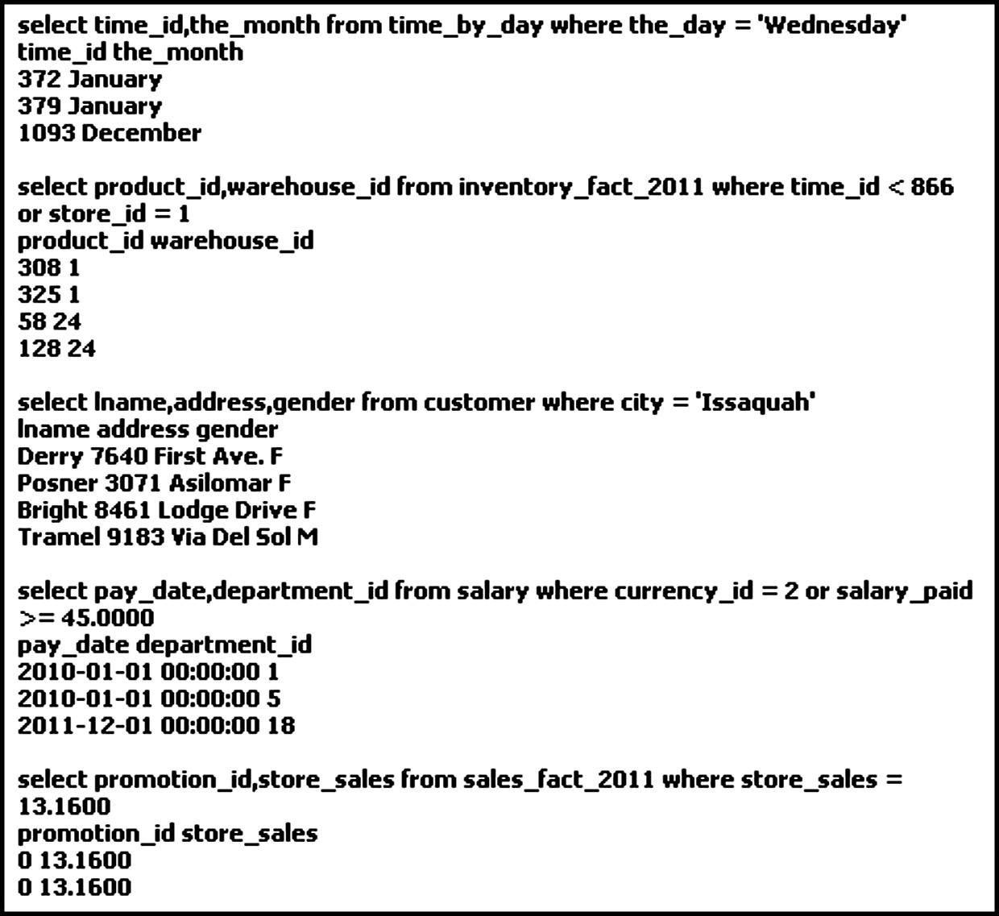 select time_id,the_month from time_by_day where the_day = 'Wednesday'
time_id the_month
372 January
379 January
1093 December

select product_id,warehouse_id from inventory_fact_2011 where time_id < 866
or store_id = 1
product_id warehouse_id
308 1
325 1
58 24
128 24

select lname,address,gender from customer where city = 'Issaquah'
lname address gender
Derry 7640 First Ave. F
Posner 3071 Asilomar F
Bright 8461 Lodge Drive F
Tramel 9183 Via Del Sol M

select pay_date,department_id from salary where currency_id = 2 or salary_paid
>= 45.0000
pay_date department_id
2010-01-01 00:00:00 1
2010-01-01 00:00:00 5
2011-12-01 00:00:00 18

select promotion_id,store_sales from sales_fact_2011 where store_sales =
13.1600
promotion_id store_sales
0 13.1600
0 13.1600